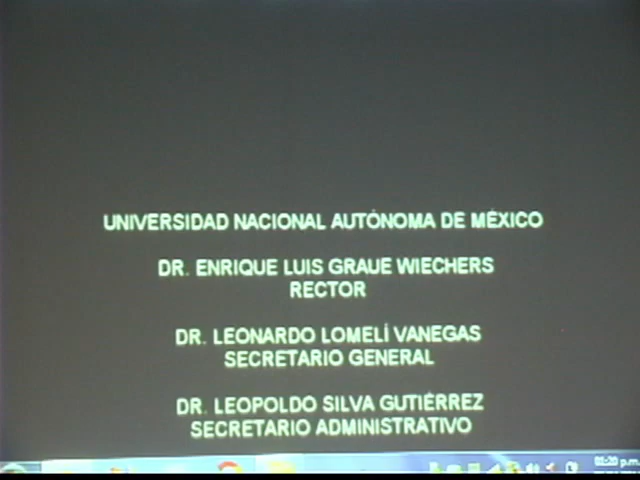 UNIVERSIDAD NACIONAL AUTÓNOMA DE MÉXICO
DR. ENRIQUE LUIS GRAUE WIECHERS
RECTOR
DR. LEONARDO LOMELÍ VANEGAS
SECRETARIO GENERAL
DR. LEOPOLDO SILVA GUTIÉRREZ
SECRETARIO ADMINISTRATIVO